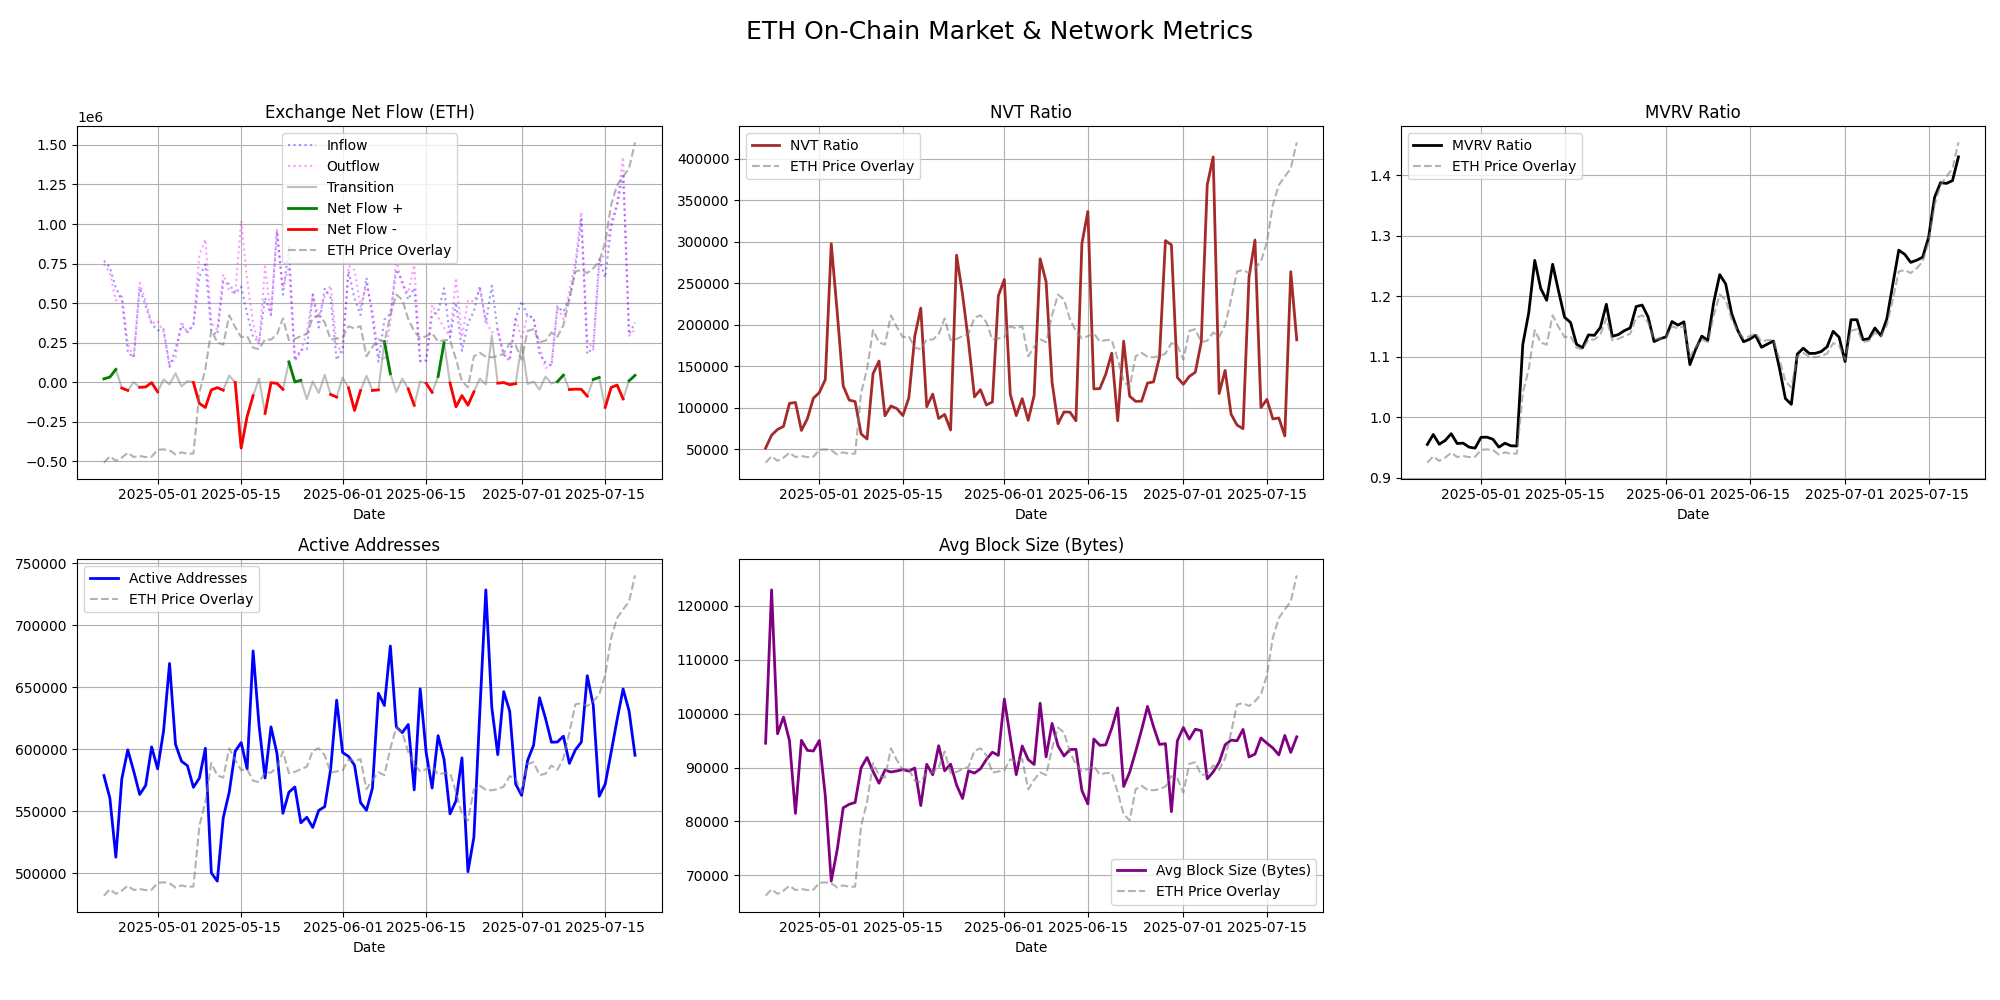 ETH On-Chain Market & Network Metrics
Exchange Net Flow (ETH)
1e6
1.50
1.25
1.00
0.75
0.50
0.25
0.00
−0.25
−0.50
Inflow
Outflow
Transition
Net Flow +
Net Flow -
ETH Price Overlay
2025-05-01 2025-05-15 2025-06-01 2025-06-15 2025-07-01 2025-07-15
Date
NVT Ratio
400000
350000
300000
250000
200000
150000
100000
50000
NVT Ratio
ETH Price Overlay
2025-05-01 2025-05-15 2025-06-01 2025-06-15 2025-07-01 2025-07-15
Date
MVRV Ratio
1.4
1.3
1.2
1.1
1.0
0.9
MVRV Ratio
ETH Price Overlay
2025-05-01 2025-05-15 2025-06-01 2025-06-15 2025-07-01 2025-07-15
Date
Active Addresses
750000
700000
650000
600000
550000
500000
Active Addresses
ETH Price Overlay
2025-05-01 2025-05-15 2025-06-01 2025-06-15 2025-07-01 2025-07-15
Date
Avg Block Size (Bytes)
120000
110000
100000
90000
80000
70000
Avg Block Size (Bytes)
ETH Price Overlay
2025-05-01 2025-05-15 2025-06-01 2025-06-15 2025-07-01 2025-07-15
Date